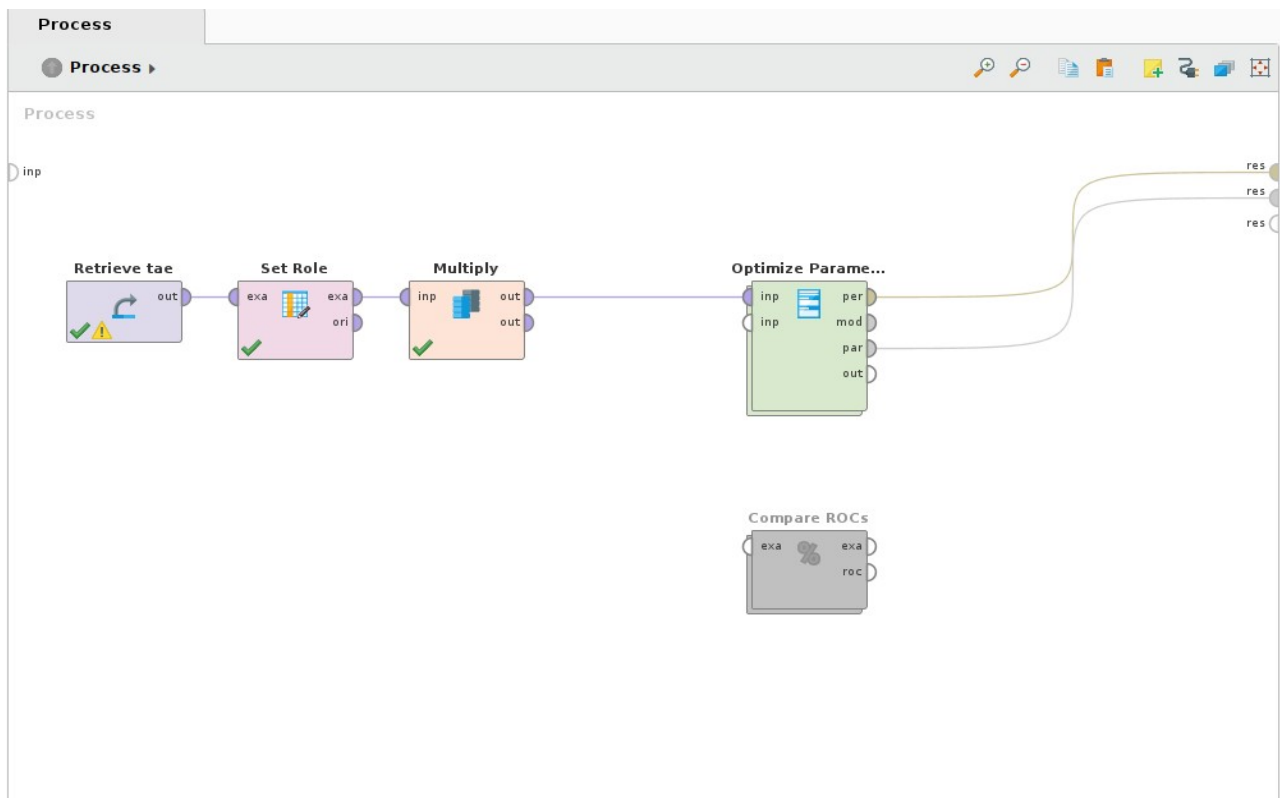 Process
Process
Process
inp
res
res
res
Retrieve tae
out
Set Role
exa exa
ori
Multiply
inp out
out
Optimize Parame...
inp per
inp mod
par
out
Compare ROCs
exa exa
roc